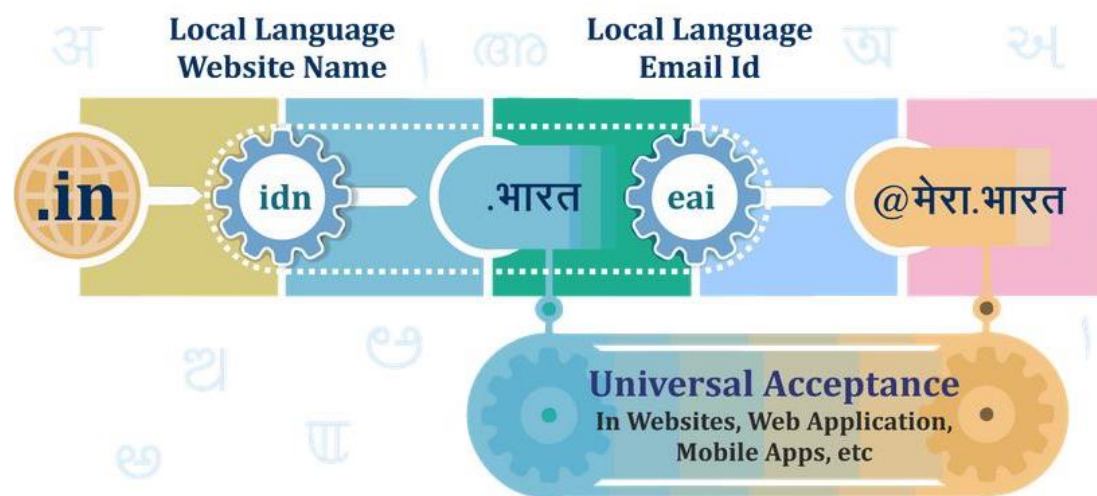 अ
।
അ
অ
અ
Local Language
Website Name
Local Language
Email Id
.in
idn
.भारत
eai
@मेरा.भारत
Universal Acceptance
In Websites, Web Application,
Mobile Apps, etc
ଅ
ಅ
అ
ਅ
।